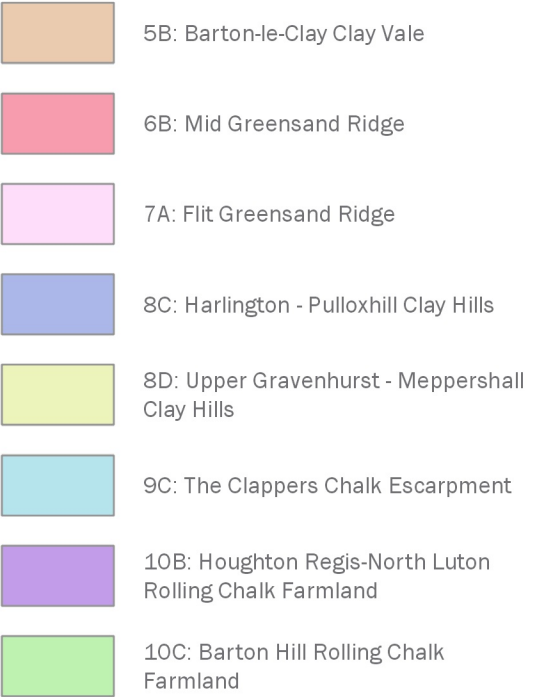 5B: Barton-le-Clay Clay Vale
6B: Mid Greensand Ridge
7A: Flit Greensand Ridge
8C: Harlington - Pulloxhill Clay Hills
8D: Upper Gravenhurst - Meppershall
Clay Hills
9C: The Clappers Chalk Escarpment
10B: Houghton Regis-North Luton
Rolling Chalk Farmland
10C: Barton Hill Rolling Chalk
Farmland